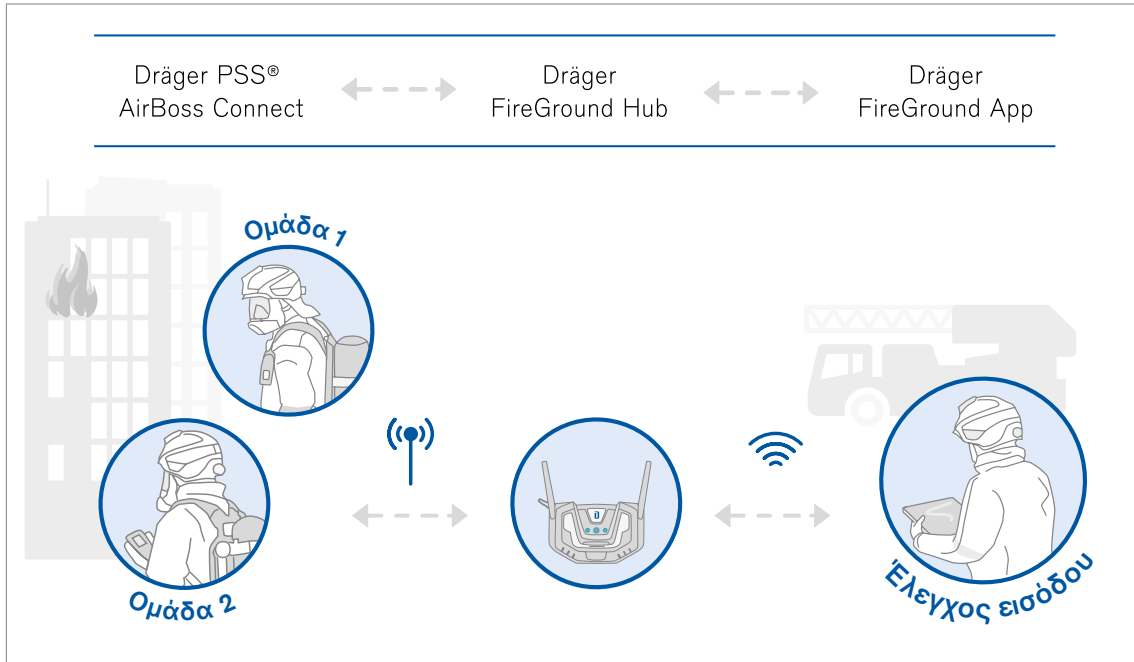 Dräger PSS®
AirBoss Connect
Dräger
FireGround Hub
Dräger
FireGround App
Ομάδα 1
Ομάδα 2
Έλεγχος εισόδου